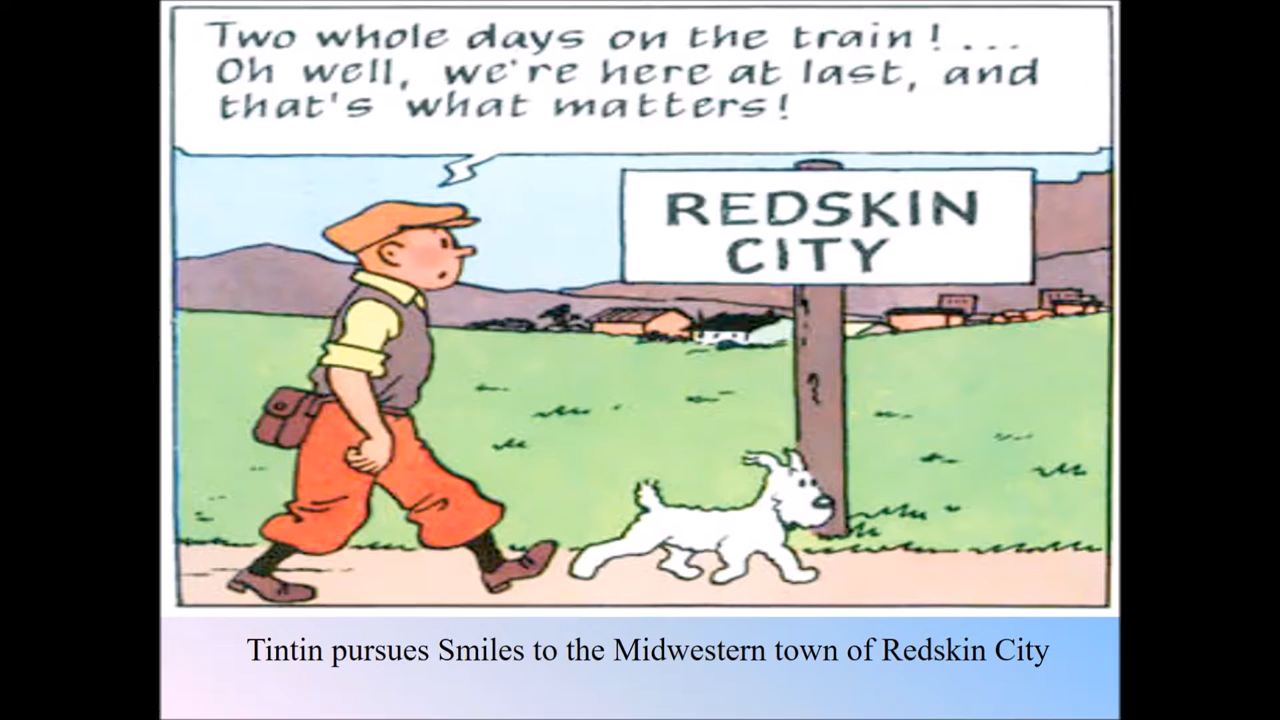 Two whole days on the train!...
Oh well, we're here at last, and
that's what matters!
REDSKIN
CITY
Tintin pursues Smiles to the Midwestern town of Redskin City